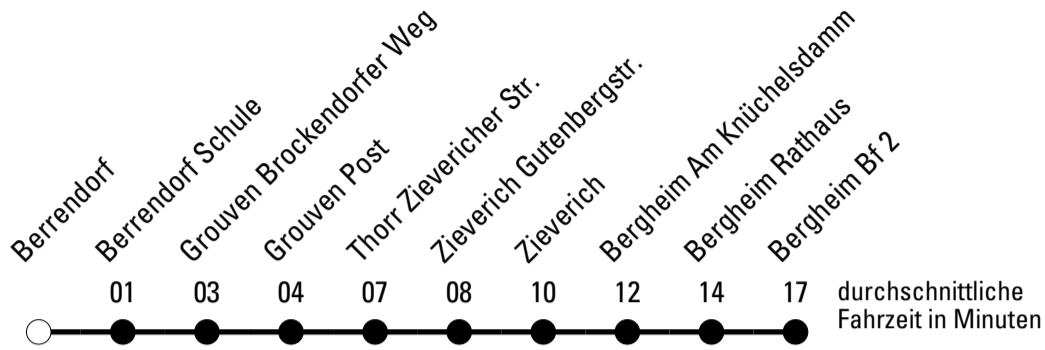 Berrendorf
Berrendorf Schule
Grouven Brockendorfer Weg
Grouven Post
Thorr Zievericher Str.
Zieverich Gutenbergstr.
Zieverich
Bergheim Am Knüchelsdamm
Bergheim Rathaus
Bergheim Bf 2
01 03 04 07 08 10 12 14 17
durchschnittliche
Fahrzeit in Minuten